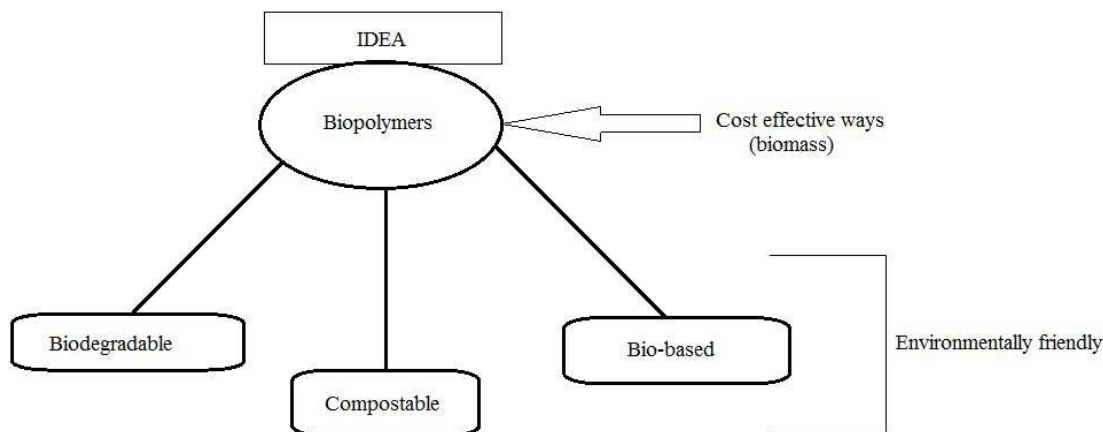 IDEA
Biopolymers
Cost effective ways
(biomass)
Biodegradable
Compostable
Bio-based
Environmentally friendly